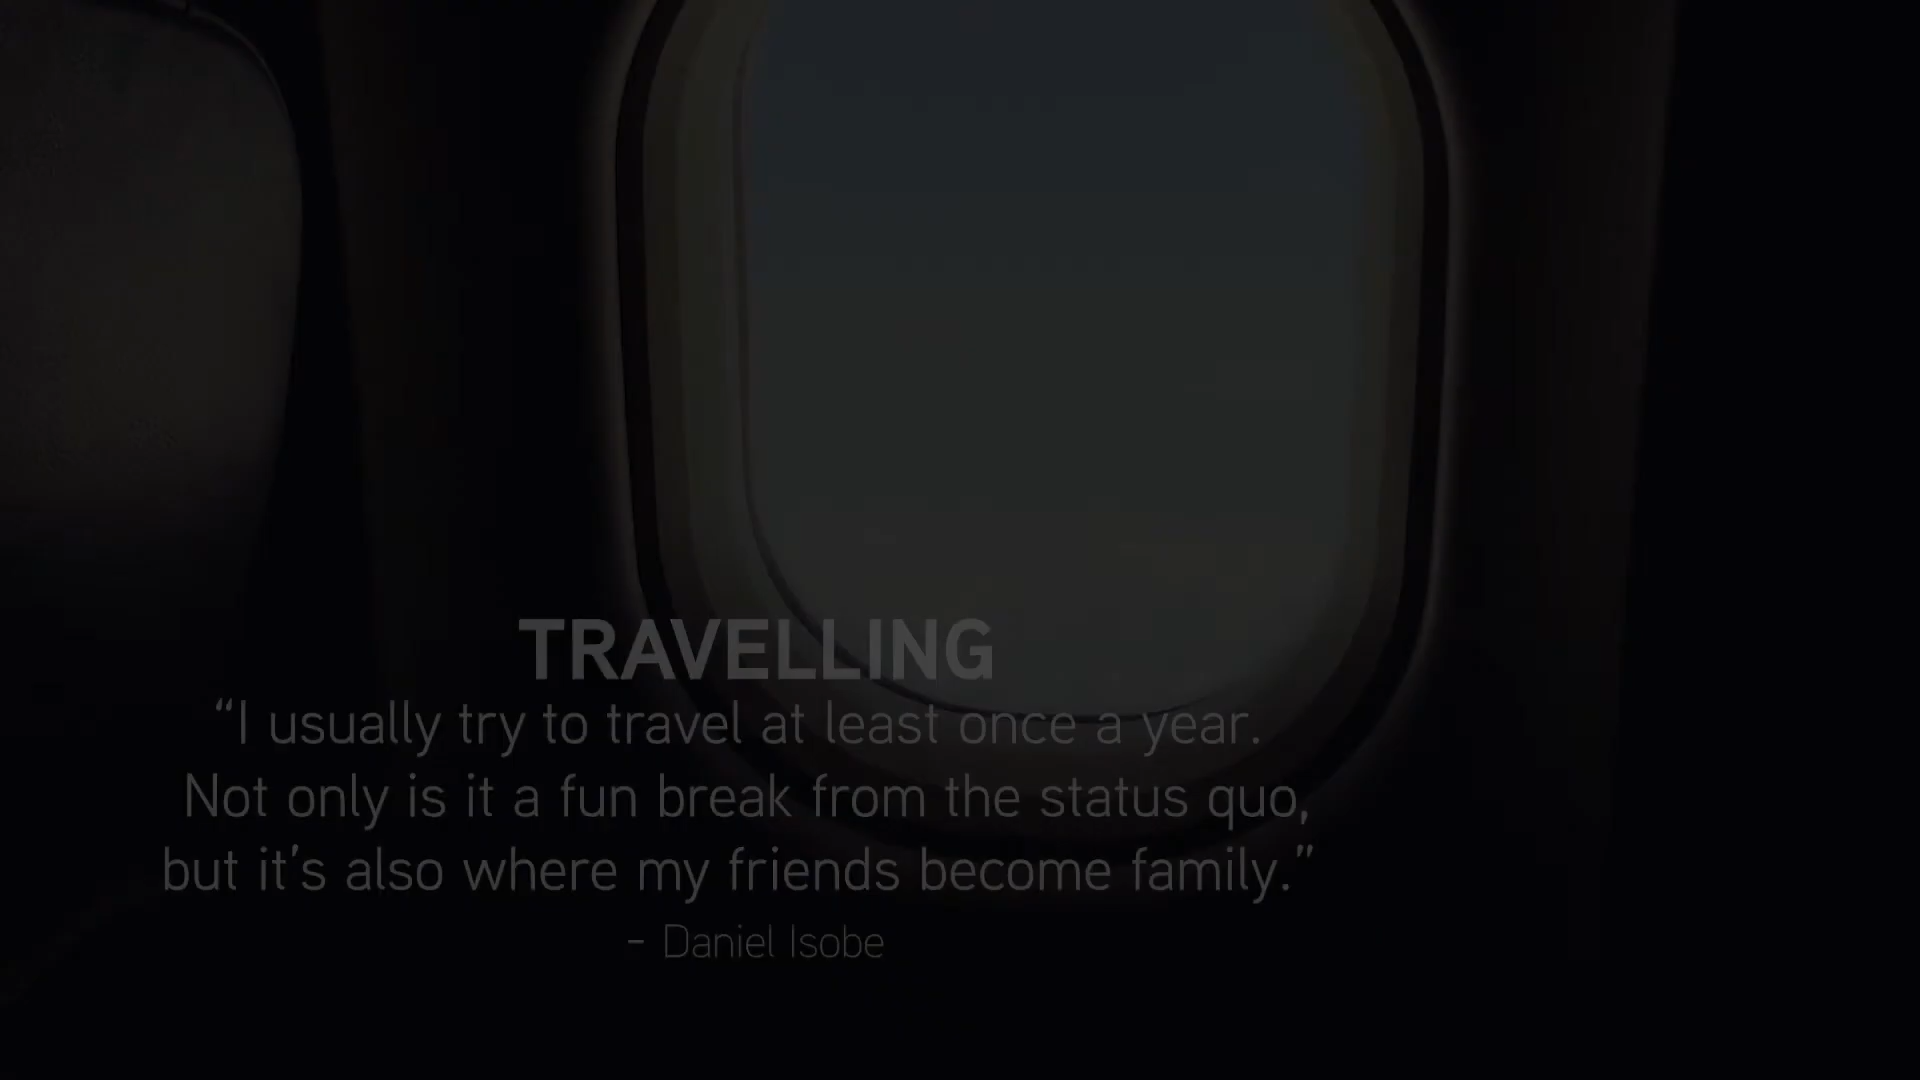 TRAVELLING
“I usually try to travel at least once a year.
Not only is it a fun break from the status quo,
but it’s also where my friends become family.”
- Daniel Isobe